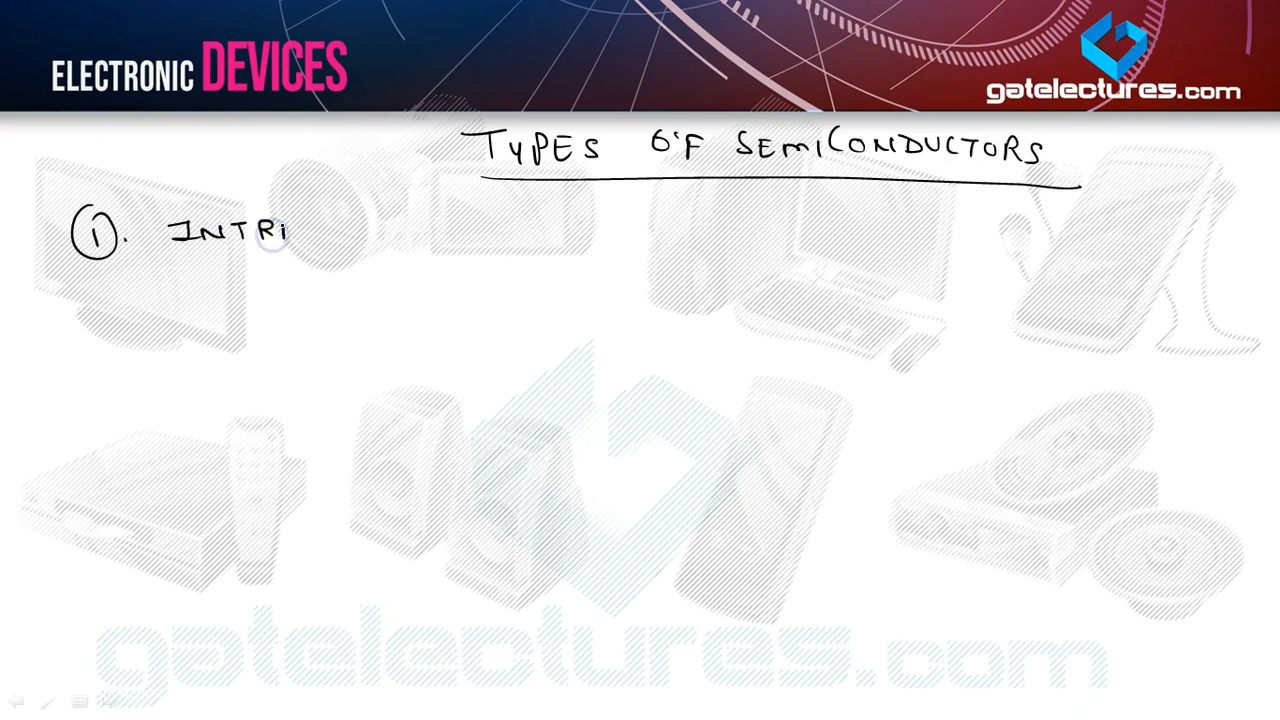 ELECTRONIC DEVICES
gatelectures.com
TYPES OF SEMICONDUCTORS
1. INTRI
gatelectures.com